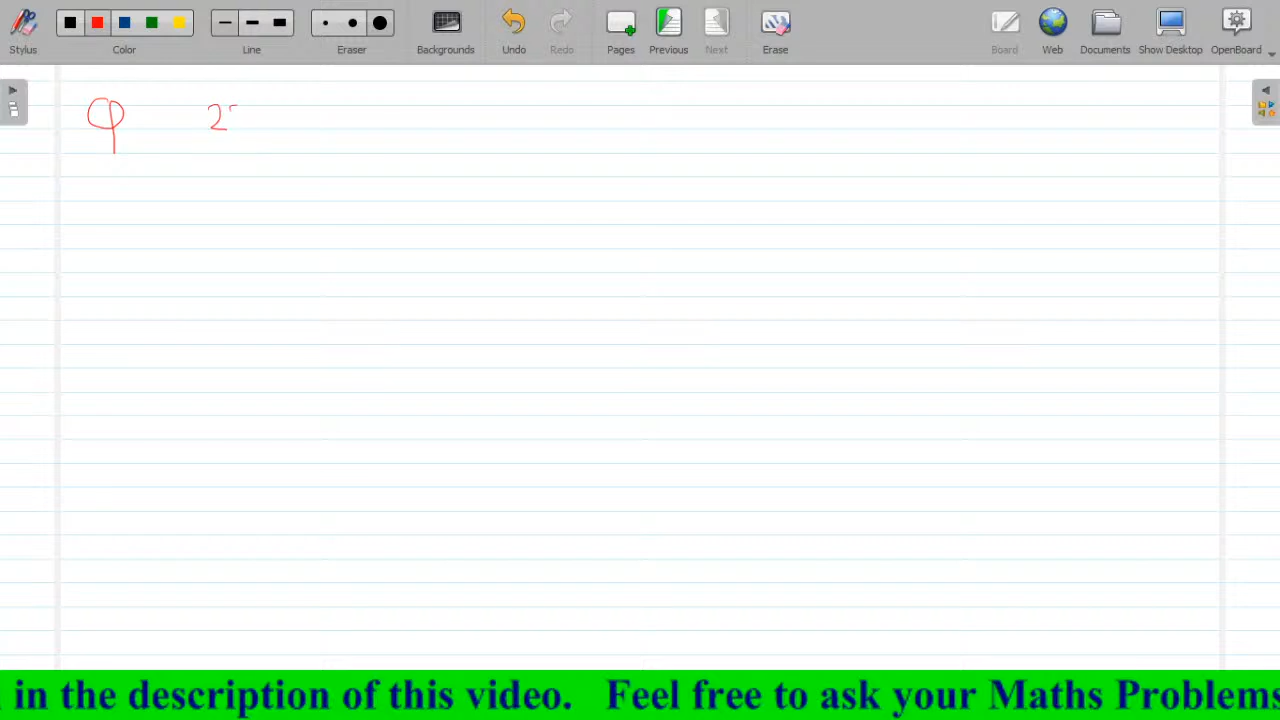 Stylus Color Line Eraser Backgrounds Undo Redo Pages Previous Next Erase Board Web Documents Show Desktop OpenBoard
φ 2
in the description of this video. Feel free to ask your Maths Problems